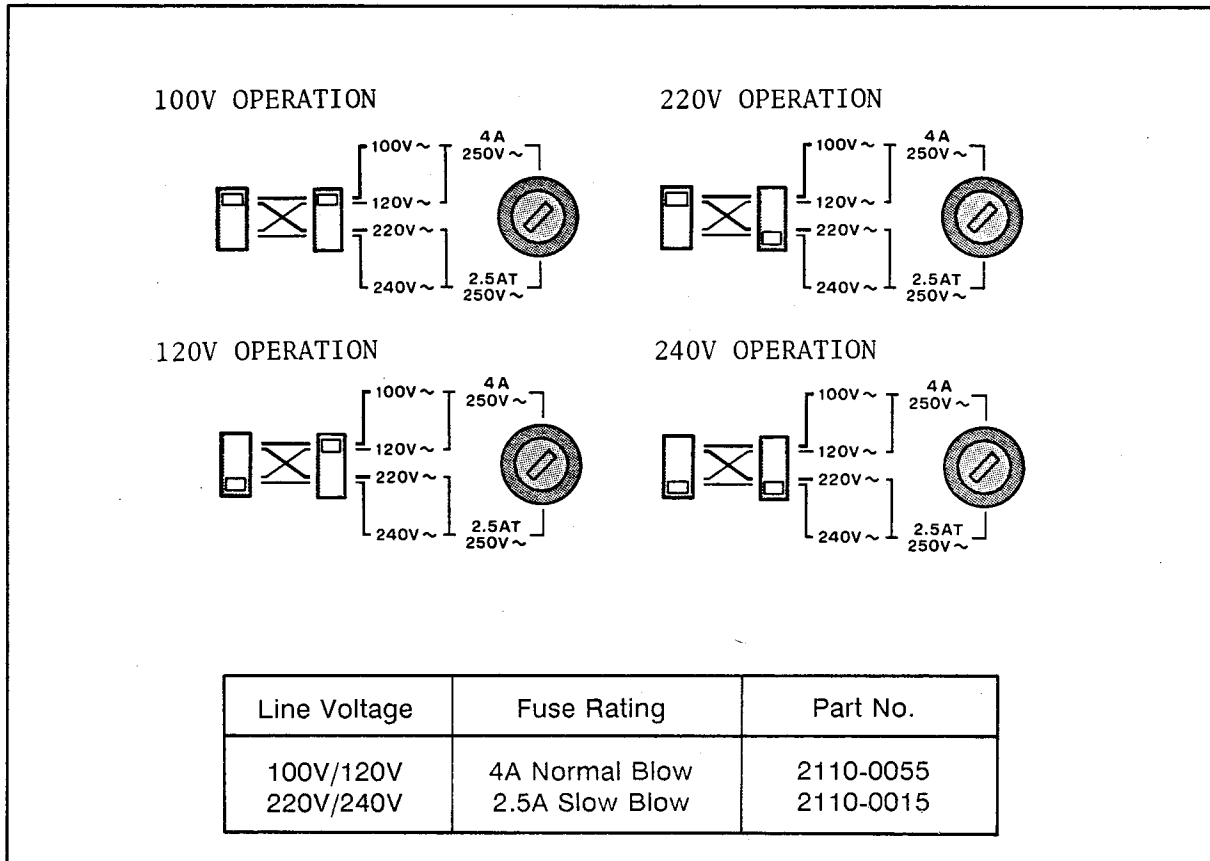 100V OPERATION
100V~
120V~
220V~
240V~
4A
250V~
2.5AT
250V~
220V OPERATION
100V~
120V~
220V~
240V~
4A
250V~
2.5AT
250V~
120V OPERATION
100V~
120V~
220V~
240V~
4A
250V~
2.5AT
250V~
240V OPERATION
100V~
120V~
220V~
240V~
4A
250V~
2.5AT
250V~
Line Voltage Fuse Rating Part No.
100V/120V 4A Normal Blow 2110-0055
220V/240V 2.5A Slow Blow 2110-0015